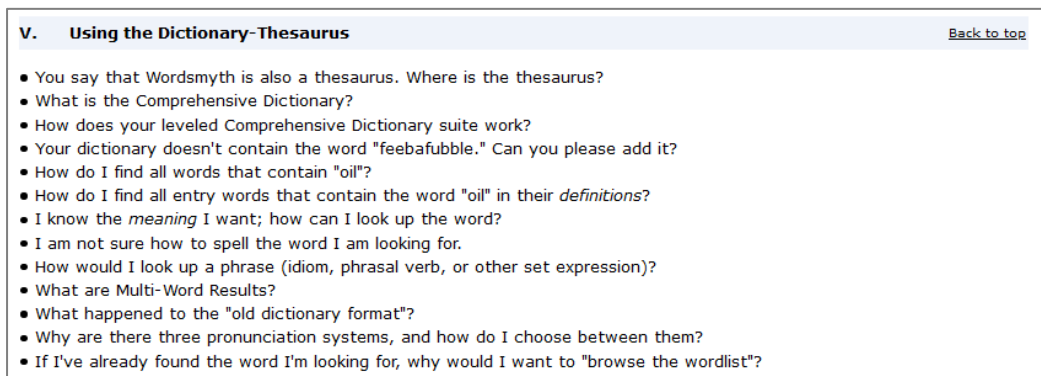 V. Using the Dictionary-Thesaurus Back to top
• You say that Wordsmyth is also a thesaurus. Where is the thesaurus?
• What is the Comprehensive Dictionary?
• How does your leveled Comprehensive Dictionary suite work?
• Your dictionary doesn't contain the word "feebafubble." Can you please add it?
• How do I find all words that contain "oil"?
• How do I find all entry words that contain the word "oil" in their definitions?
• I know the meaning I want; how can I look up the word?
• I am not sure how to spell the word I am looking for.
• How would I look up a phrase (idiom, phrasal verb, or other set expression)?
• What are Multi-Word Results?
• What happened to the "old dictionary format"?
• Why are there three pronunciation systems, and how do I choose between them?
• If I've already found the word I'm looking for, why would I want to "browse the wordlist"?